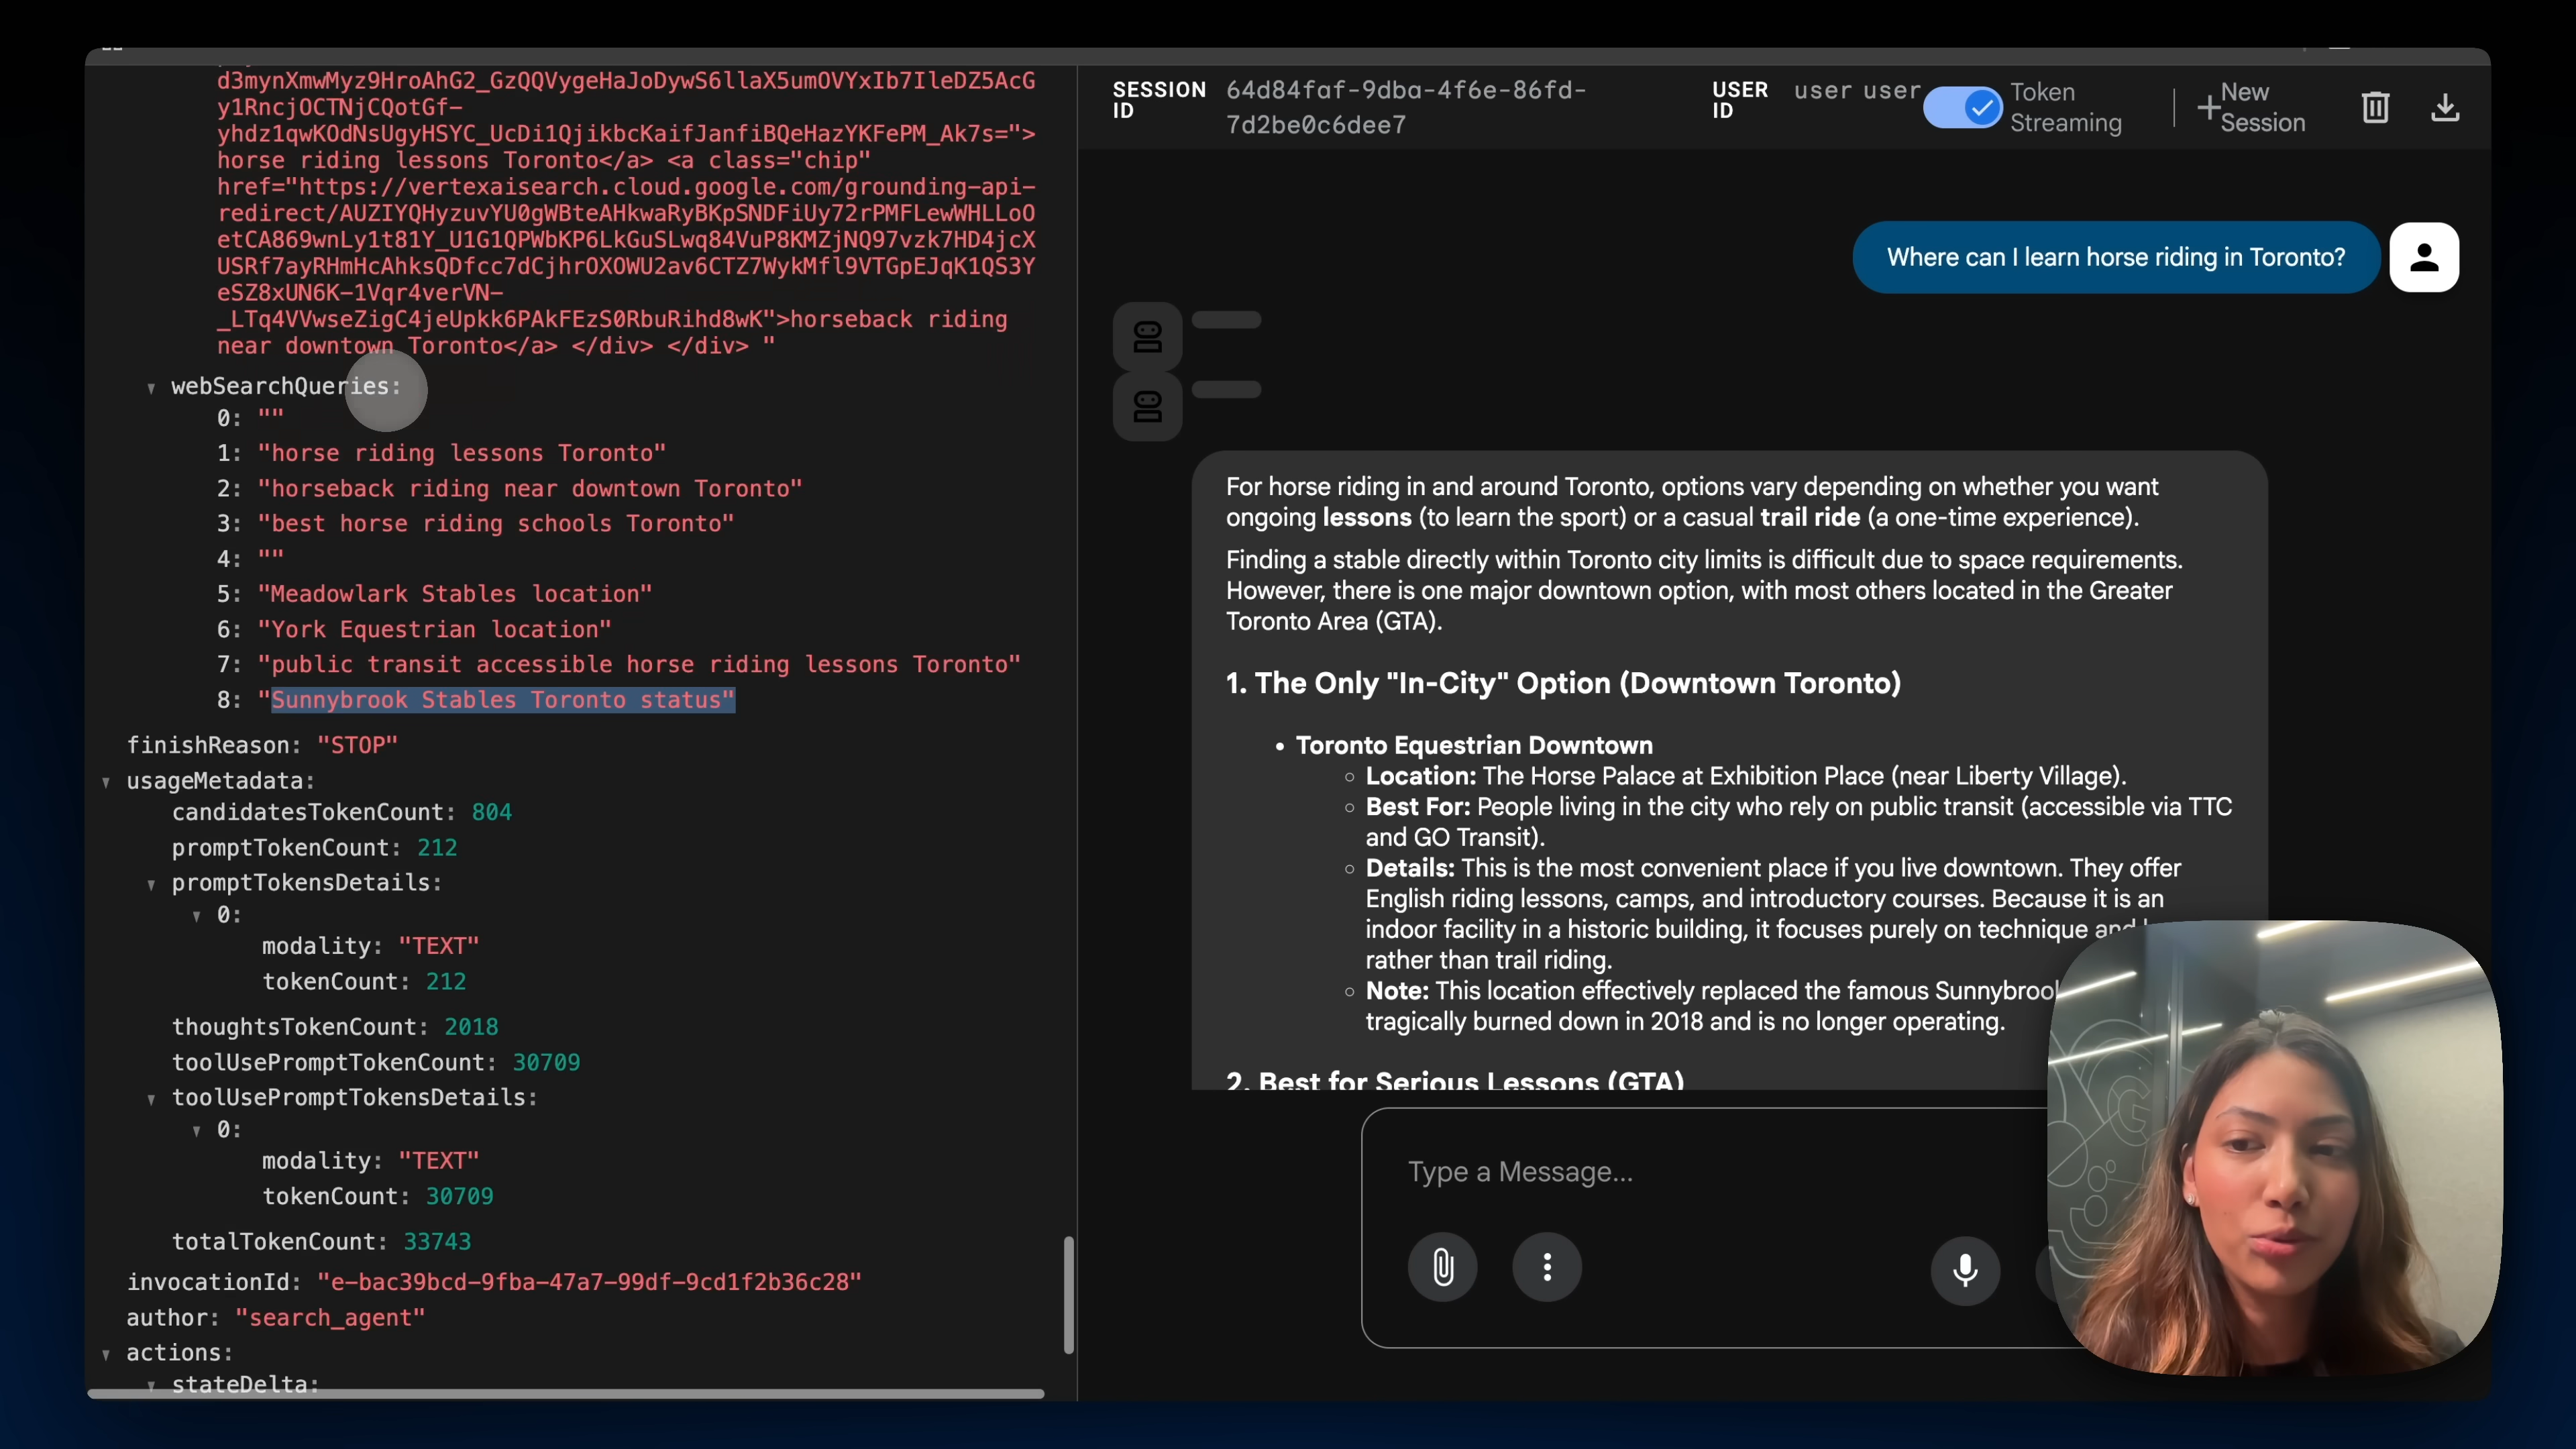 d3mynXmwMyz9HroAhG2_GzQQVygeHaJoDywS6llaX5umOVYxIb7IleDZ5AcG
y1RncjOCTNjCQotGf-
yhdz1qwKOdNsUgyHSYC_UcDi1QjikbcKaifJanfiBQeHazYKFePM_Ak7s=">
horse riding lessons Toronto</a> <a class="chip"
href="https://vertexaisearch.cloud.google.com/grounding-api-
redirect/AUZIYQHyzuvYU0gWBteAHkwaRyBKpSNDFiUy72rPMFLewWHLLoO
etCA869wnLy1t81Y_U1G1QPWbKP6LkGuSLwq84VuP8KMZjNQ97vzk7HD4jcX
USRf7ayRHmHcAhksQDfcc7dCjhrOXOWU2av6CTZ7WykMfl9VTGpEJqK1QS3Y
eSZ8xUN6K-1Vqr4verVN-
_LTq4VVwseZigC4jeUpkk6PAkFEzS0RbuRihd8wK">horseback riding
near downtown Toronto</a> </div> </div> "
webSearchQueries:
0: ""
1: "horse riding lessons Toronto"
2: "horseback riding near downtown Toronto"
3: "best horse riding schools Toronto"
4: ""
5: "Meadowlark Stables location"
6: "York Equestrian location"
7: "public transit accessible horse riding lessons Toronto"
8: "Sunnybrook Stables Toronto status"
finishReason: "STOP"
usageMetadata:
candidatesTokenCount: 804
promptTokenCount: 212
promptTokensDetails:
0:
modality: "TEXT"
tokenCount: 212
thoughtsTokenCount: 2018
toolUsePromptTokenCount: 30709
toolUsePromptTokensDetails:
0:
modality: "TEXT"
tokenCount: 30709
totalTokenCount: 33743
invocationId: "e-bac39bcd-9fba-47a7-99df-9cd1f2b36c28"
author: "search_agent"
actions:
stateDelta:
SESSION ID 64d84faf-9dba-4f6e-86fd-7d2be0c6dee7
USER ID user user
Token Streaming
New Session
Where can I learn horse riding in Toronto?
For horse riding in and around Toronto, options vary depending on whether you want
ongoing lessons (to learn the sport) or a casual trail ride (a one-time experience).
Finding a stable directly within Toronto city limits is difficult due to space requirements.
However, there is one major downtown option, with most others located in the Greater
Toronto Area (GTA).
1. The Only "In-City" Option (Downtown Toronto)
• Toronto Equestrian Downtown
Location: The Horse Palace at Exhibition Place (near Liberty Village).
Best For: People living in the city who rely on public transit (accessible via TTC
and GO Transit).
Details: This is the most convenient place if you live downtown. They offer
English riding lessons, camps, and introductory courses. Because it is an
indoor facility in a historic building, it focuses purely on technique and
rather than trail riding.
Note: This location effectively replaced the famous Sunnybrook
tragically burned down in 2018 and is no longer operating.
2. Best for Serious Lessons (GTA)
Type a Message...